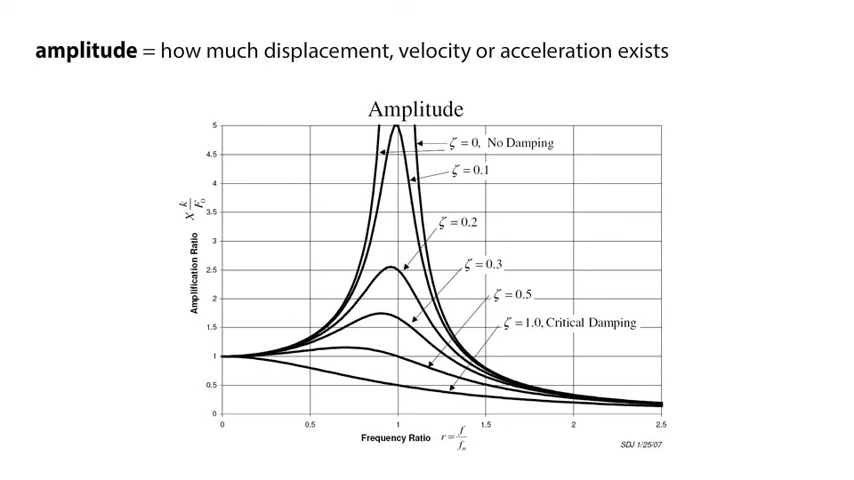 amplitude = how much displacement, velocity or acceleration exists
Amplitude
5
4.5
4
3.5
3
2.5
2
1.5
1
0.5
0
Amplification Ratio X k/F₀
ζ = 0, No Damping
ζ = 0.1
ζ = 0.2
ζ = 0.3
ζ = 0.5
ζ = 1.0, Critical Damping
0 0.5 1 1.5 2 2.5
Frequency Ratio r = f/fₙ
SDJ 1/25/07